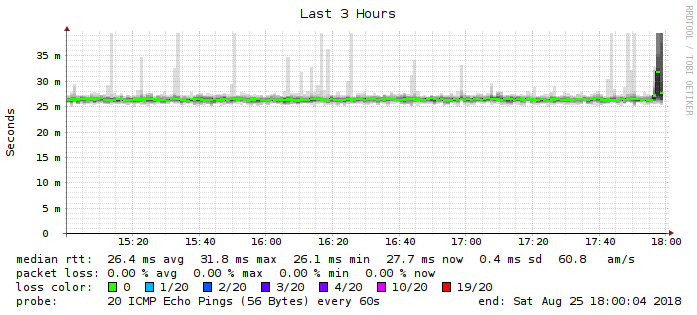 Last 3 Hours
RRDTOOL / TOBI OETIKER
Seconds
35 m
30 m
25 m
20 m
15 m
10 m
5 m
0
15:20 15:40 16:00 16:20 16:40 17:00 17:20 17:40 18:00
median rtt: 26.4 ms avg 31.8 ms max 26.1 ms min 27.7 ms now 0.4 ms sd 60.8 am/s
packet loss: 0.00 % avg 0.00 % max 0.00 % min 0.00 % now
loss color: 0 1/20 2/20 3/20 4/20 10/20 19/20
probe: 20 ICMP Echo Pings (56 Bytes) every 60s end: Sat Aug 25 18:00:04 2018